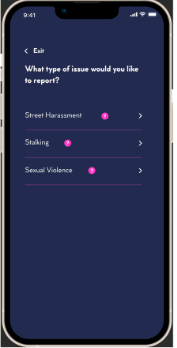 9:41
< Exit
What type of issue would you like
to report?
Street Harassment ? >
Stalking ? >
Sexual Violence ? >